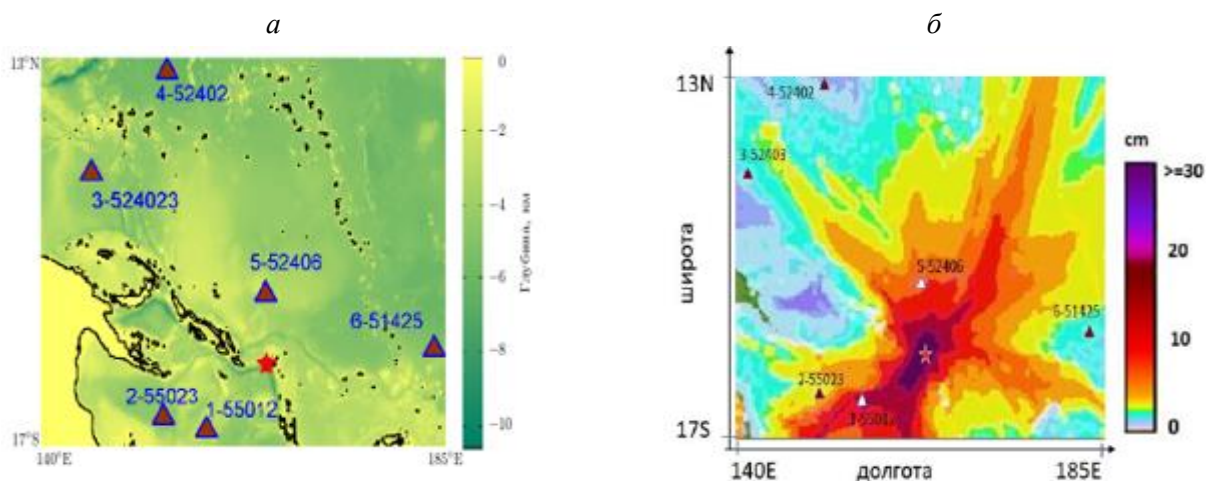 а
б
13°N
4-52402
3-524023
5-52406
6-51425
2-55023
1-55012
17°S
140°E
185°E
0
−2
−4
−6
−8
−10
Глубина, км
13N
4-52402
3-52403
5-52406
6-51425
2-55023
1-55012
17S
140E
долгота
185E
широта
cm
>=30
20
10
0